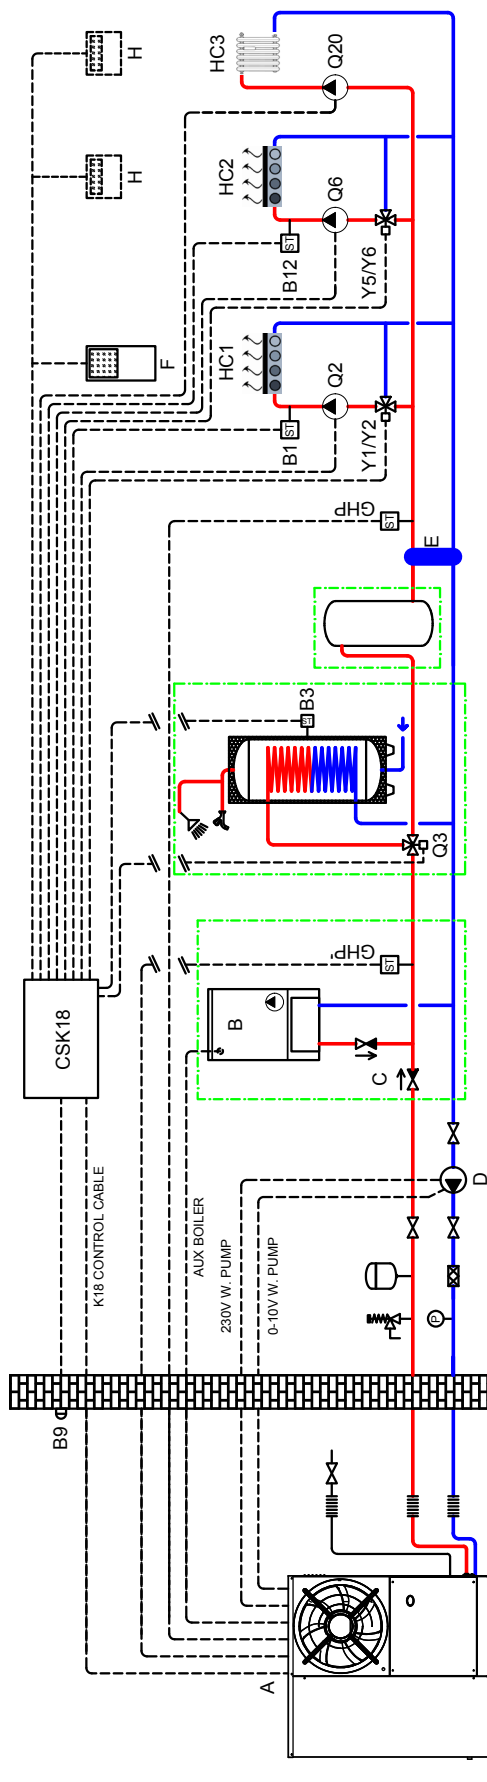 H
H
F
HC3
Q20
HC2
Q6
ST
B12
Y5/Y6
HC1
Q2
ST
B1
Y1/Y2
GHP
ST
E
ST
B3
Q3
CSK18
GHP'
ST
B
C
K18 CONTROL CABLE
AUX BOILER
230V W. PUMP
0-10V W. PUMP
D
P
B9
A